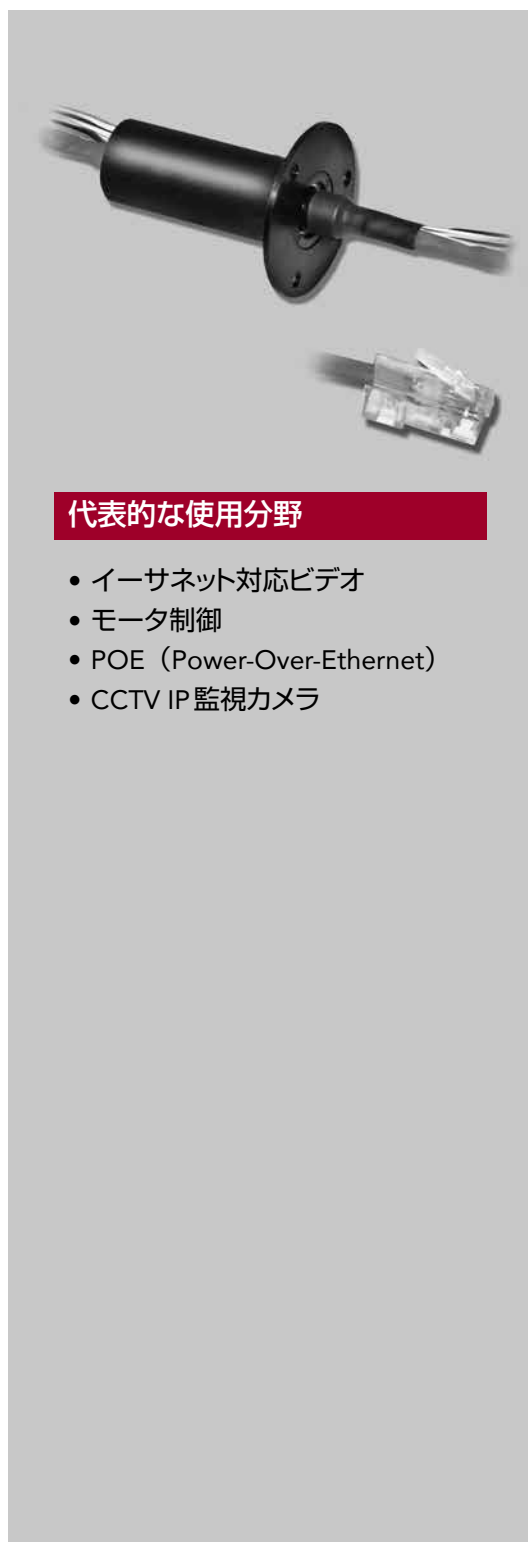 代表的な使用分野
• イーサネット対応ビデオ
• モータ制御
• POE（Power-Over-Ethernet）
• CCTV IP監視カメラ